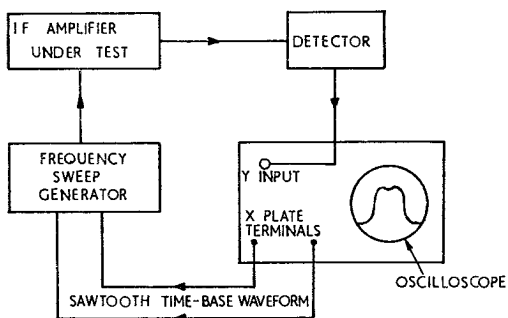 IF AMPLIFIER
UNDER TEST
DETECTOR
FREQUENCY
SWEEP
GENERATOR
Y INPUT
X PLATE
TERMINALS
OSCILLOSCOPE
SAWTOOTH TIME-BASE WAVEFORM